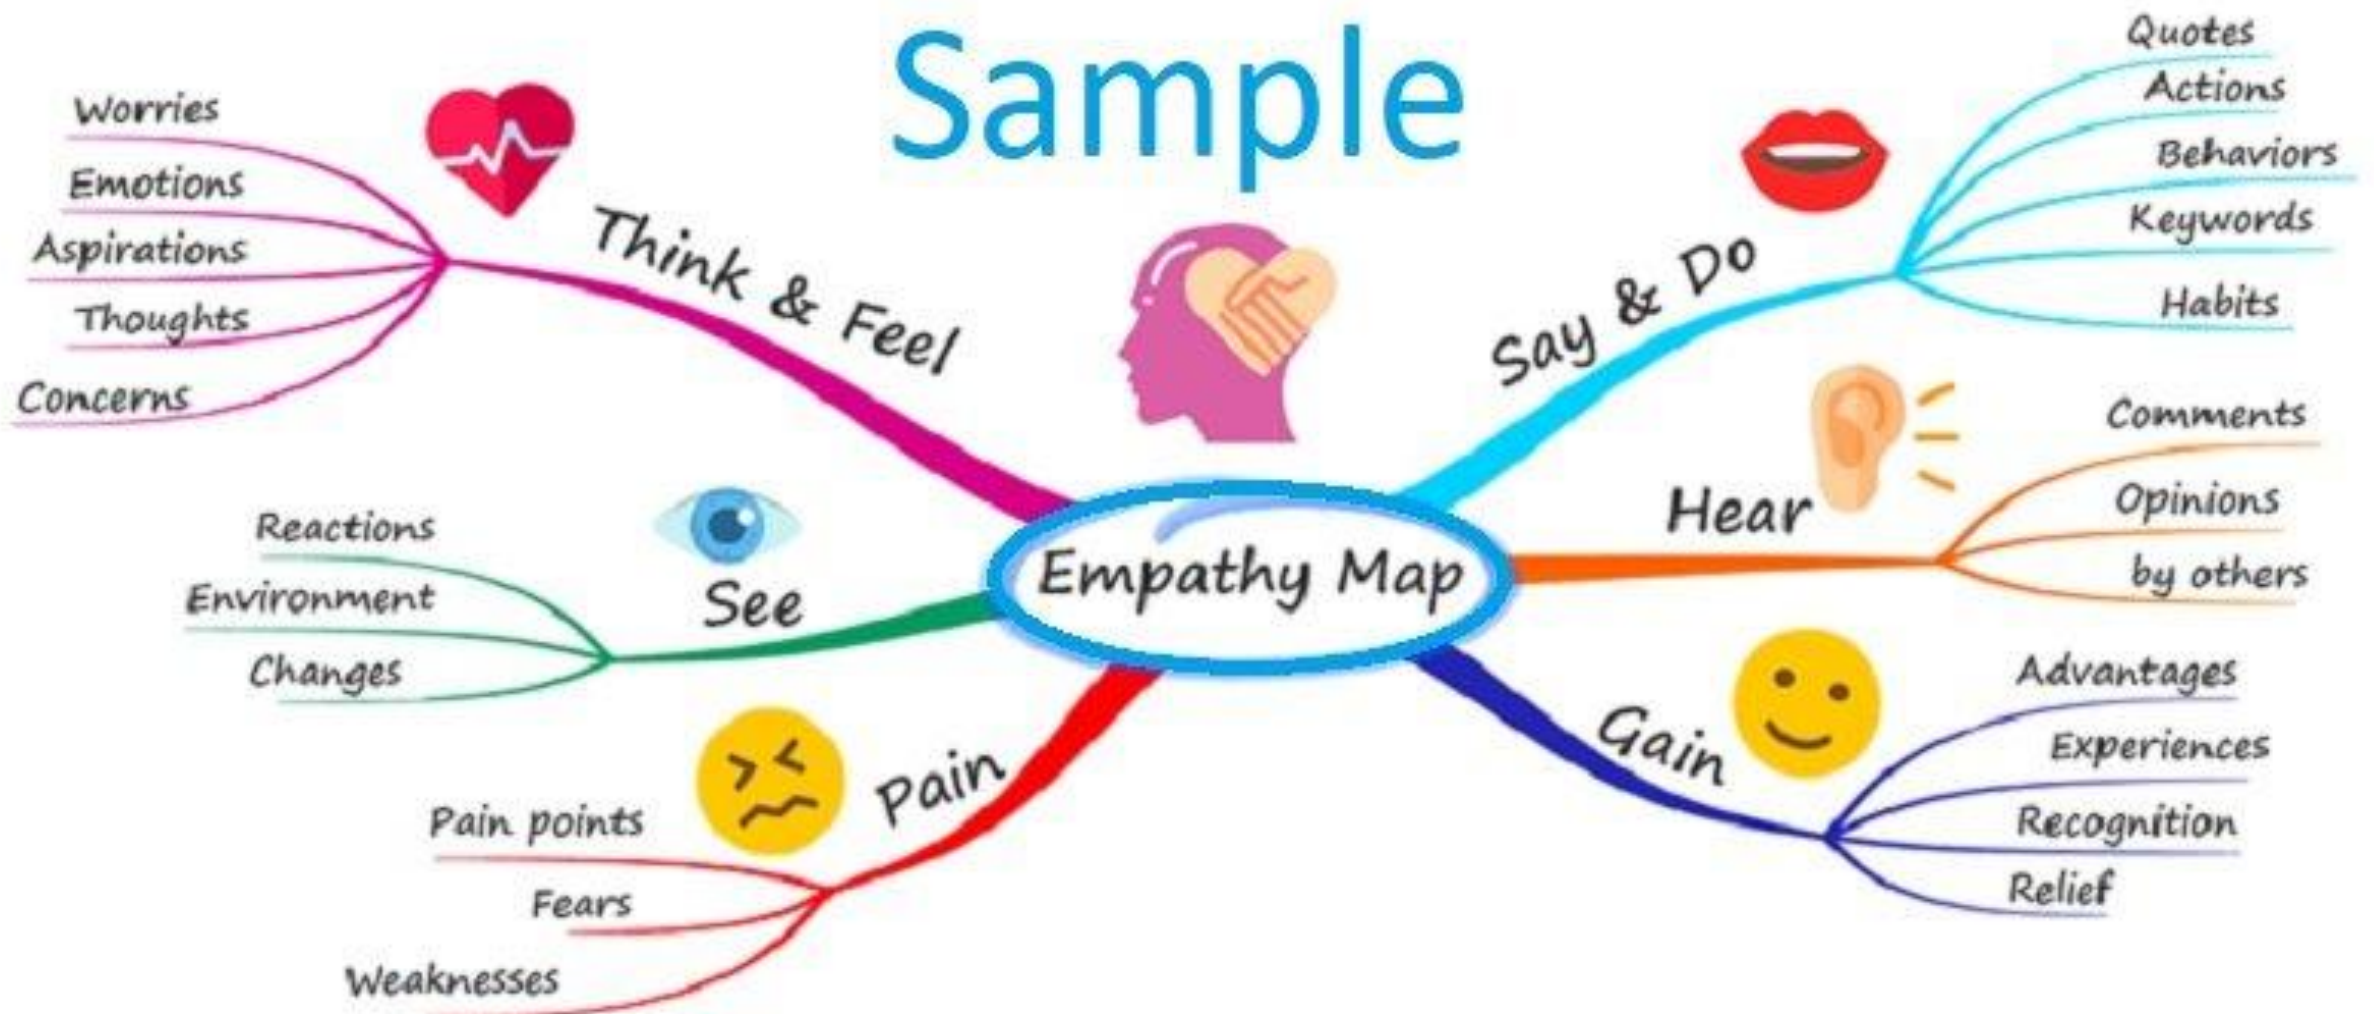 Sample
Think & Feel
Worries
Emotions
Aspirations
Thoughts
Concerns
See
Reactions
Environment
Changes
Pain
Pain points
Fears
Weaknesses
Empathy Map
Say & Do
Quotes
Actions
Behaviors
Keywords
Habits
Hear
Comments
Opinions
by others
Gain
Advantages
Experiences
Recognition
Relief